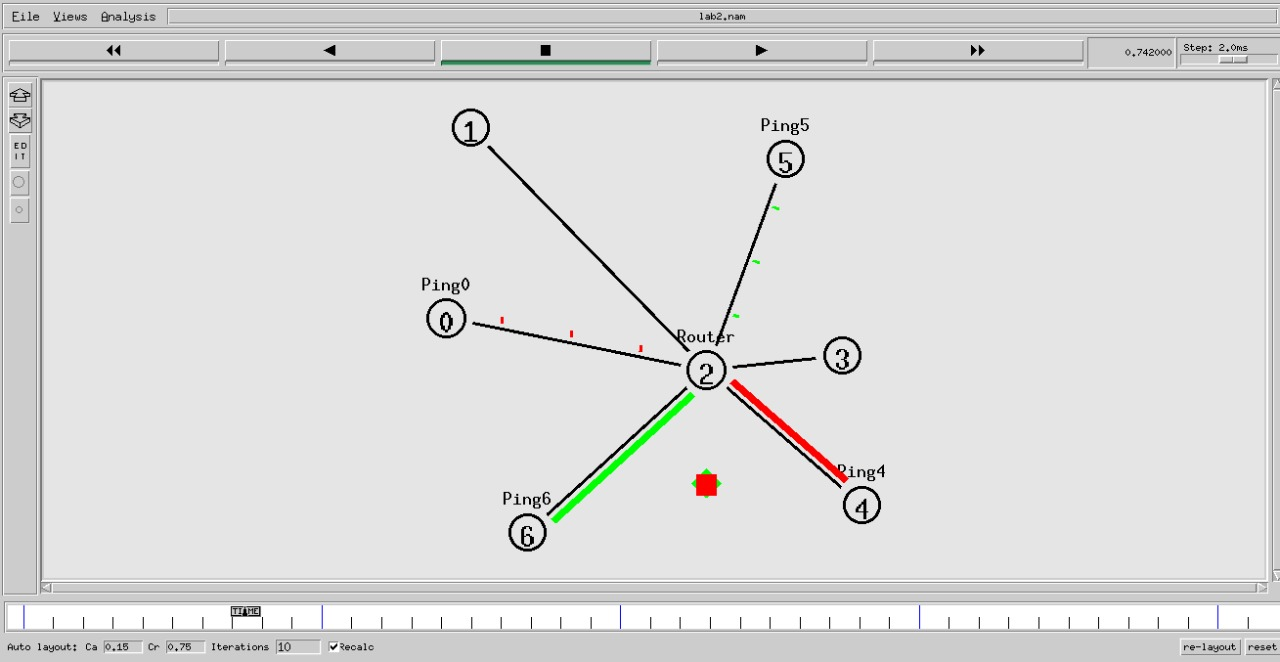 File Views Analysis lab2.nam
0.742000 Step: 2.0ms
ED
IT
1
Ping5
5
Ping0
0
Router
2
3
Ping4
4
Ping6
6
TIME
Auto layout: Ca 0.15 Cr 0.75 Iterations 10 Recalc re-layout reset